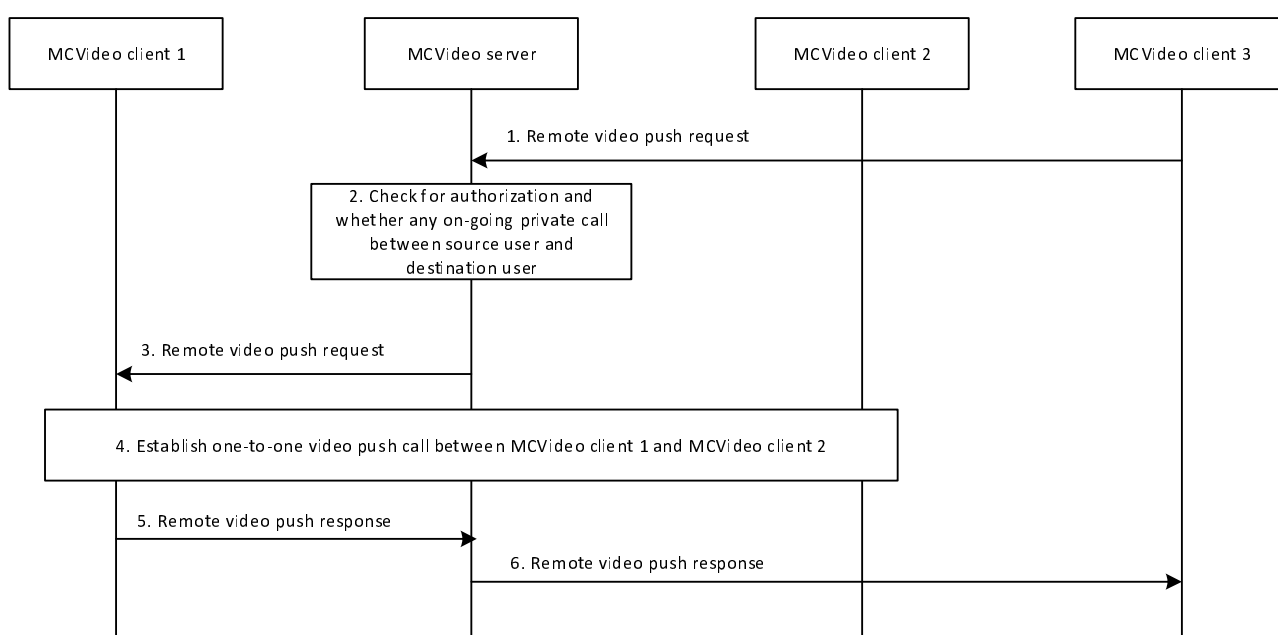 MCVideo client 1
MCVideo server
MCVideo client 2
MCVideo client 3
1. Remote video push request
2. Check for authorization and
whether any on-going private call
between source user and
destination user
3. Remote video push request
4. Establish one-to-one video push call between MCVideo client 1 and MCVideo client 2
5. Remote video push response
6. Remote video push response